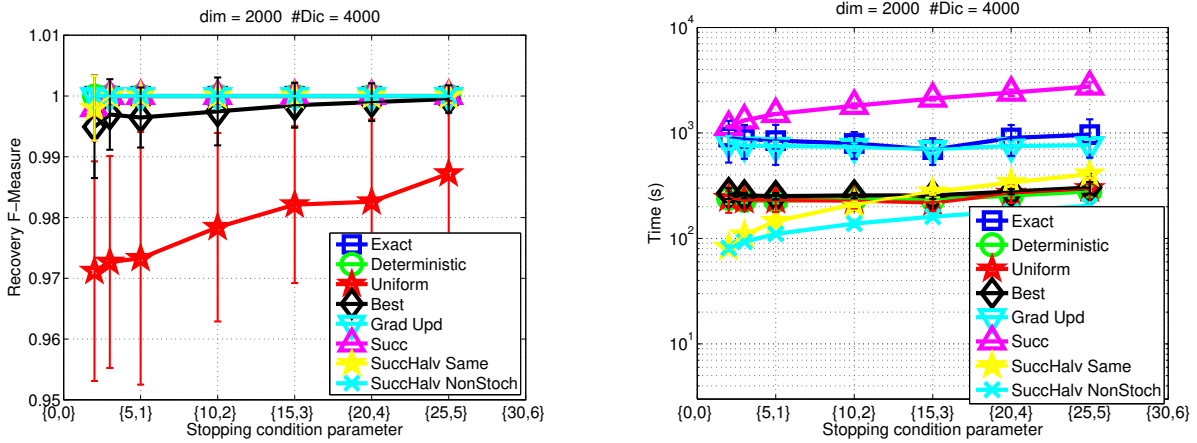 dim = 2000 #Dic = 4000
1.01
1
0.99
0.98
0.97
0.96
0.95
Recovery F−Measure
{0,0}
{5,1}
{10,2}
{15,3}
{20,4}
{25,5}
{30,6}
Stopping condition parameter
Exact
Deterministic
Uniform
Best
Grad Upd
Succ
SuccHalv Same
SuccHalv NonStoch
dim = 2000 #Dic = 4000
10^4
10^3
10^2
10^1
Time (s)
{0,0}
{5,1}
{10,2}
{15,3}
{20,4}
{25,5}
{30,6}
Stopping condition parameter
Exact
Deterministic
Uniform
Best
Grad Upd
Succ
SuccHalv Same
SuccHalv NonStoch